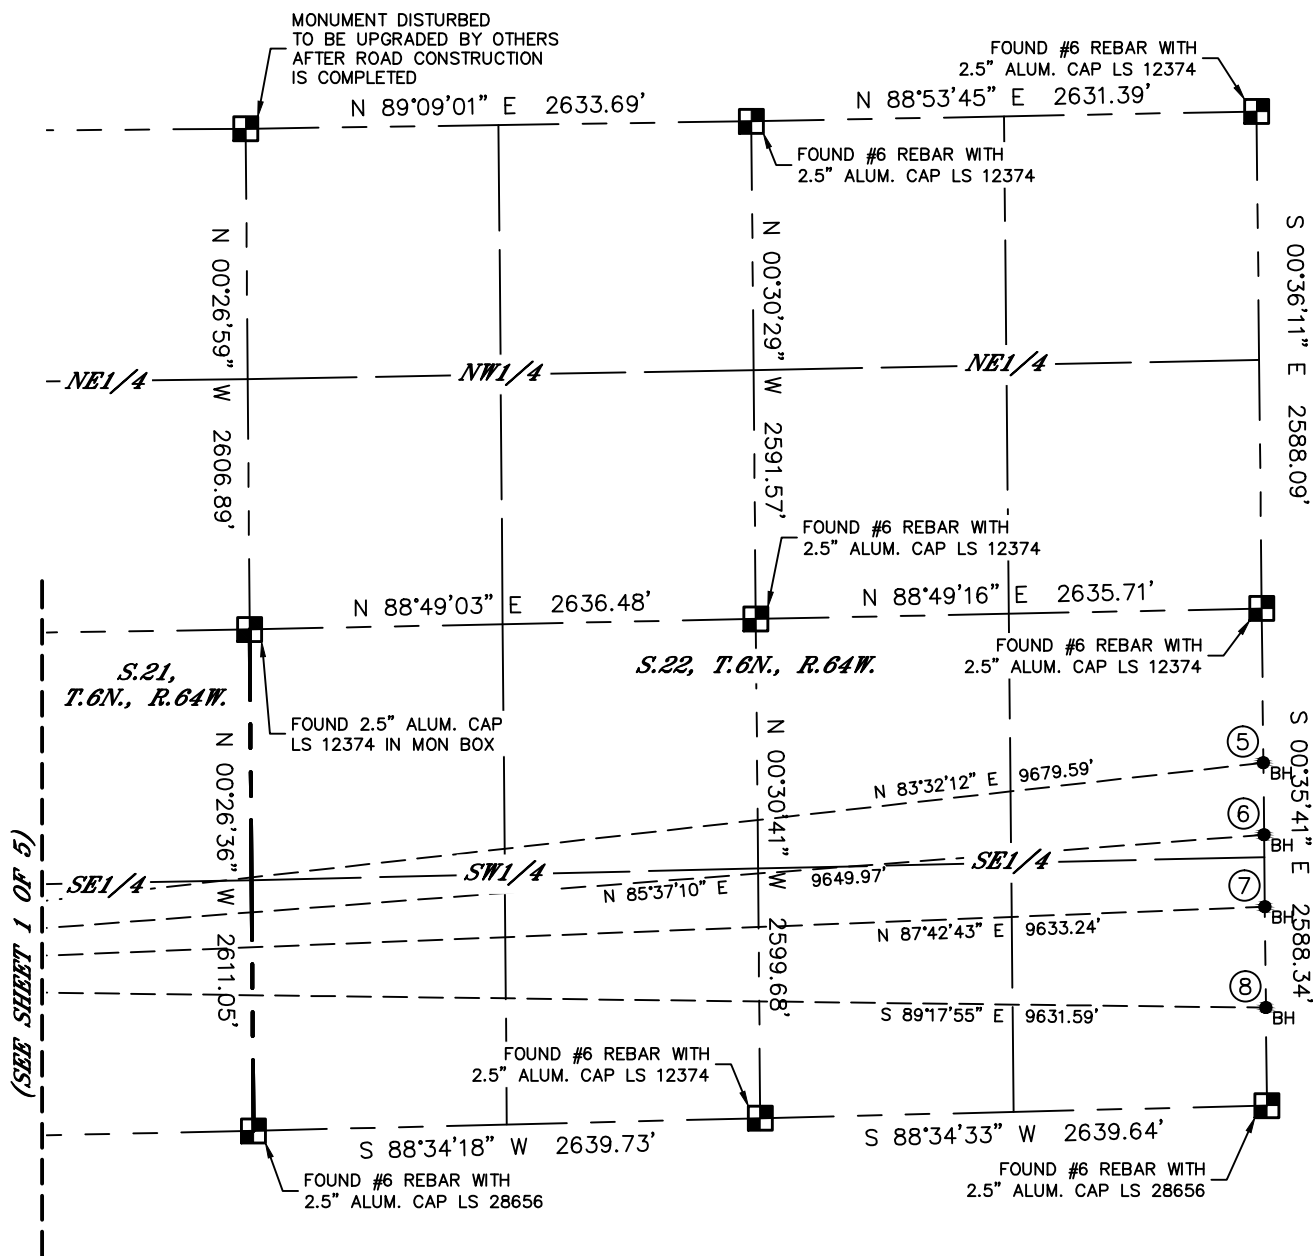 MONUMENT DISTURBED
TO BE UPGRADED BY OTHERS
AFTER ROAD CONSTRUCTION
IS COMPLETED
FOUND #6 REBAR WITH
2.5" ALUM. CAP LS 12374
N 89°09'01" E 2633.69'
N 88°53'45" E 2631.39'
FOUND #6 REBAR WITH
2.5" ALUM. CAP LS 12374
N 00°26'59" W 2606.89'
N 00°30'29" W 2591.57'
S 00°36'11" E 2588.09'
NE1/4
NW1/4
NE1/4
FOUND #6 REBAR WITH
2.5" ALUM. CAP LS 12374
N 88°49'03" E 2636.48'
N 88°49'16" E 2635.71'
S.21,
T.6N., R.64W.
S.22, T.6N., R.64W.
FOUND #6 REBAR WITH
2.5" ALUM. CAP LS 12374
FOUND 2.5" ALUM. CAP
LS 12374 IN MON BOX
N 00°26'36" W 2611.05'
N 00°30'41" W 2599.68'
S 00°35'41" E 2588.34'
5
BH
N 83°32'12" E 9679.59'
6
BH
(SEE SHEET 1 OF 5)
SE1/4
SW1/4
SE1/4
N 85°37'10" E 9649.97'
7
BH
N 87°42'43" E 9633.24'
8
BH
S 89°17'55" E 9631.59'
FOUND #6 REBAR WITH
2.5" ALUM. CAP LS 12374
S 88°34'18" W 2639.73'
S 88°34'33" W 2639.64'
FOUND #6 REBAR WITH
2.5" ALUM. CAP LS 28656
FOUND #6 REBAR WITH
2.5" ALUM. CAP LS 28656